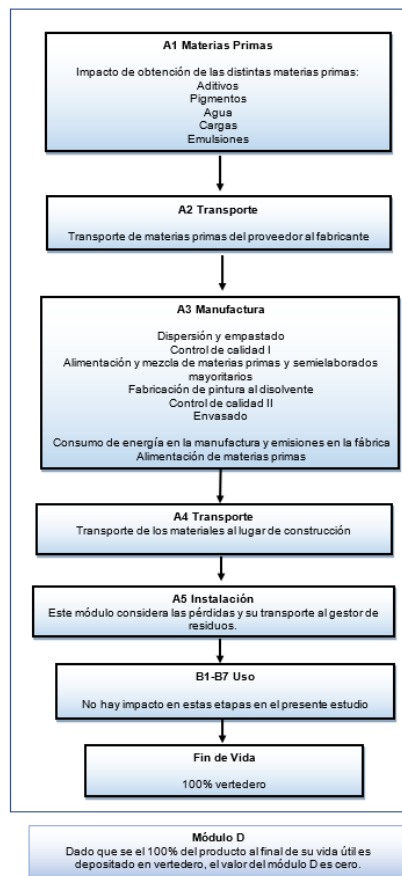 A1 Materias Primas
Impacto de obtención de las distintas materias primas:
Aditivos
Pigmentos
Agua
Cargas
Emulsiones
A2 Transporte
Transporte de materias primas del proveedor al fabricante
A3 Manufactura
Dispersión y empastado
Control de calidad I
Alimentación y mezcla de materias primas y semielaborados
mayoritarios
Fabricación de pintura al disolvente
Control de calidad II
Envasado
Consumo de energía en la manufactura y emisiones en la fábrica
Alimentación de materias primas
A4 Transporte
Transporte de los materiales al lugar de construcción
A5 Instalación
Este módulo considera las pérdidas y su transporte al gestor de
residuos.
B1-B7 Uso
No hay impacto en estas etapas en el presente estudio
Fin de Vida
100% vertedero
Módulo D
Dado que se el 100% del producto al final de su vida útil es
depositado en vertedero, el valor del módulo D es cero.